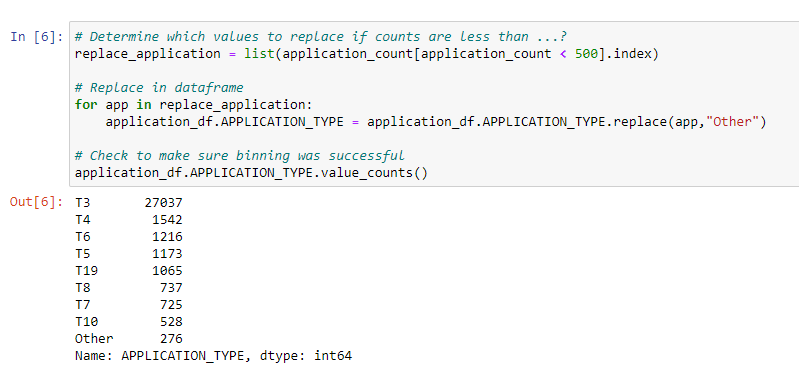 In [6]: # Determine which values to replace if counts are less than ...?
replace_application = list(application_count[application_count < 500].index)
# Replace in dataframe
for app in replace_application:
    application_df.APPLICATION_TYPE = application_df.APPLICATION_TYPE.replace(app,"Other")
# Check to make sure binning was successful
application_df.APPLICATION_TYPE.value_counts()
Out[6]: T3       27037
T4        1542
T6        1216
T5        1173
T19       1065
T8         737
T7         725
T10        528
Other      276
Name: APPLICATION_TYPE, dtype: int64